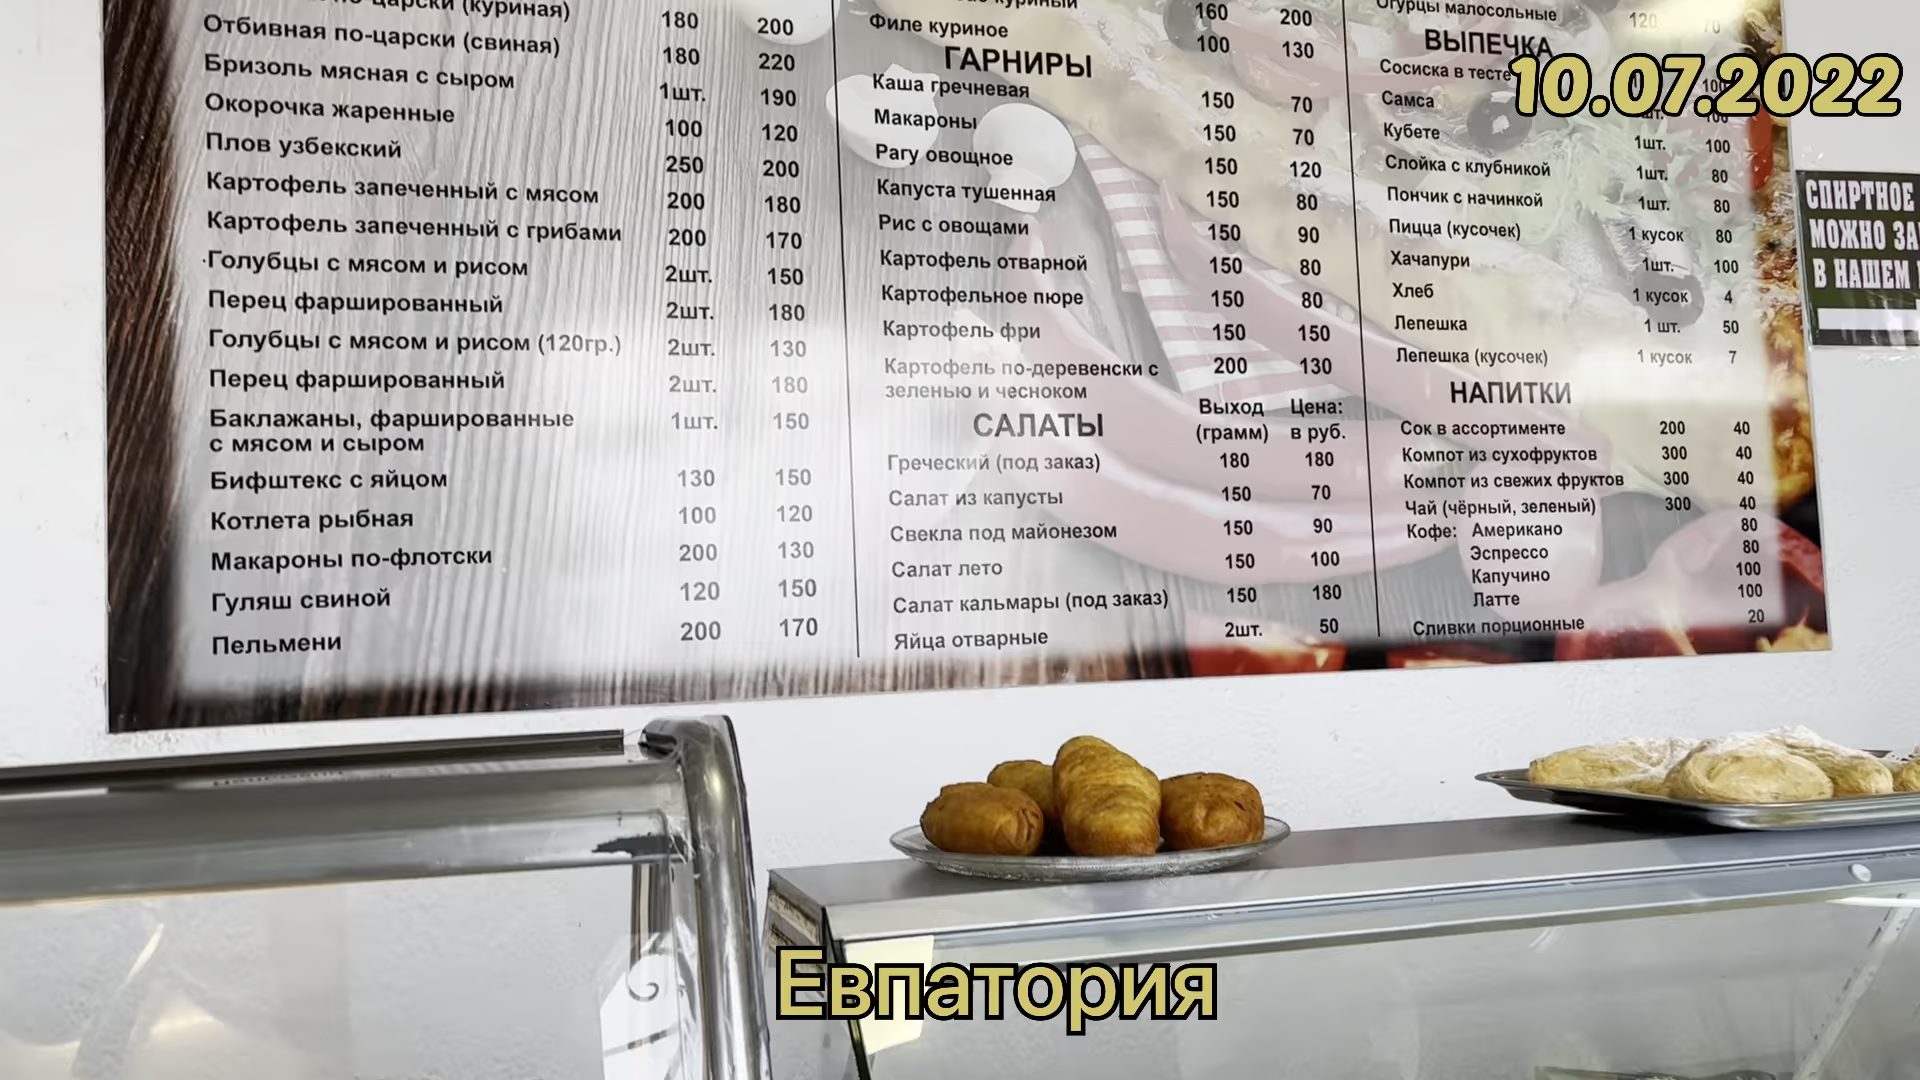 по-царски (куриная) 180 200
Отбивная по-царски (свиная) 180 220
Бризоль мясная с сыром 1шт. 190
Окорочка жаренные 100 120
Плов узбекский 250 200
Картофель запеченный с мясом 200 180
Картофель запеченный с грибами 200 170
Голубцы с мясом и рисом 2шт. 150
Перец фаршированный 2шт. 180
Голубцы с мясом и рисом (120гр.) 2шт. 130
Перец фаршированный 2шт. 180
Баклажаны, фаршированные 1шт. 150
с мясом и сыром
Бифштекс с яйцом 130 150
Котлета рыбная 100 120
Макароны по-флотски 200 130
Гуляш свиной 120 150
Пельмени 200 170
160 200
Филе куриное 100 130
ГАРНИРЫ
Каша гречневая 150 70
Макароны 150 70
Рагу овощное 150 120
Капуста тушенная 150 80
Рис с овощами 150 90
Картофель отварной 150 80
Картофельное пюре 150 80
Картофель фри 150 150
Картофель по-деревенски с 200 130
зеленью и чесноком
Выход Цена:
САЛАТЫ (грамм) в руб.
Греческий (под заказ) 180 180
Салат из капусты 150 70
Свекла под майонезом 150 90
Салат лето 150 100
Салат кальмары (под заказ) 150 180
Яйца отварные 2шт. 50
Огурцы малосольные 120 70
ВЫПЕЧКА
Сосиска в тесте 100
Самса шт. 100
Кубете 1шт. 100
Слойка с клубникой 1шт. 80
Пончик с начинкой 1шт. 80
Пицца (кусочек) 1 кусок 80
Хачапури 1шт. 100
Хлеб 1 кусок 4
Лепешка 1 шт. 50
Лепешка (кусочек) 1 кусок 7
НАПИТКИ
Сок в ассортименте 200 40
Компот из сухофруктов 300 40
Компот из свежих фруктов 300 40
Чай (чёрный, зеленый) 300 40
Кофе: Американо 80
Эспрессо 80
Капучино 100
Латте 100
Сливки порционные 20
10.07.2022
СПИРТНОЕ
МОЖНО ЗА
В НАШЕМ
Евпатория